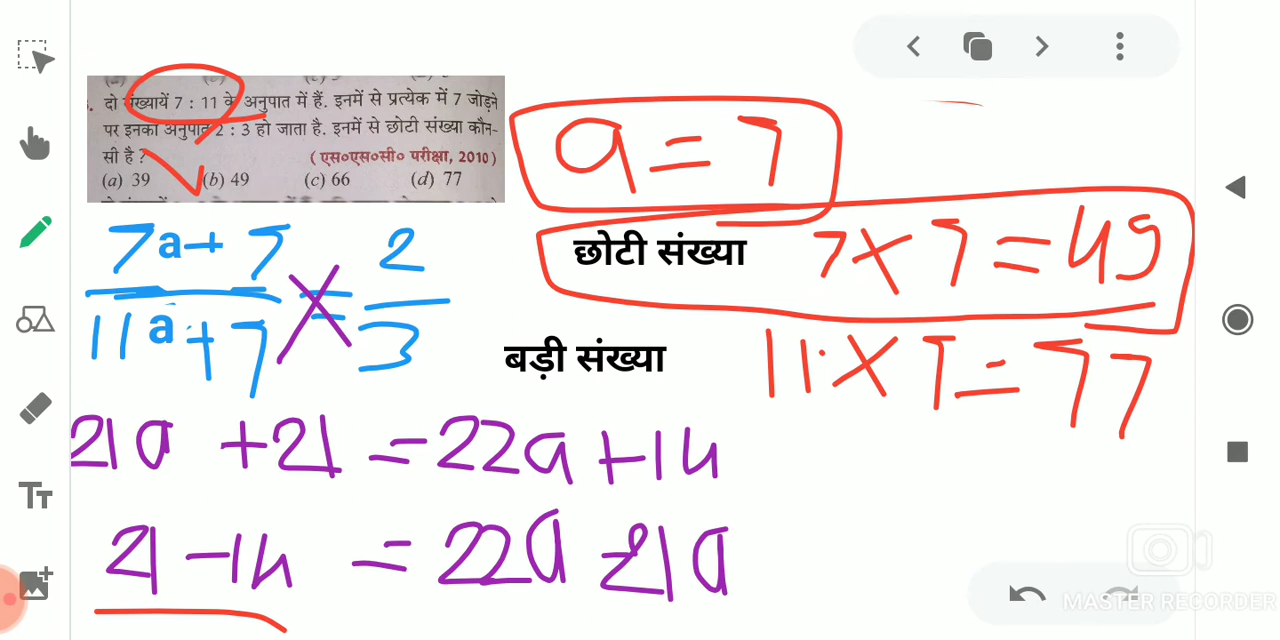 दो संख्यायें 7 : 11 के अनुपात में हैं. इनमें से प्रत्येक में 7 जोड़ने
पर इनका अनुपात 2 : 3 हो जाता है. इनमें से छोटी संख्या कौन-
सी है ? (एस०एस०सी० परीक्षा, 2010)
(a) 39 (b) 49 (c) 66 (d) 77
a = 7
7a + 7 2
= 
11a + 7 3
छोटी संख्या 7 × 7 = 49
बड़ी संख्या 11 × 7 = 77
21a + 21 = 22a + 14
21 - 14 = 22a - 21a
Tт
MASTER RECORDER